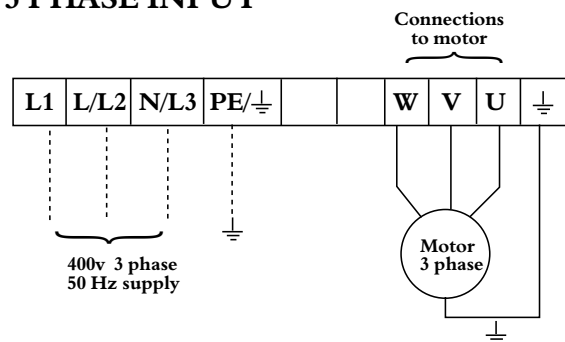 3 PHASE INPUT
Connections
to motor
L1 L/L2 N/L3 PE/⏚ W V U ⏚
Motor
3 phase
400v 3 phase
50 Hz supply